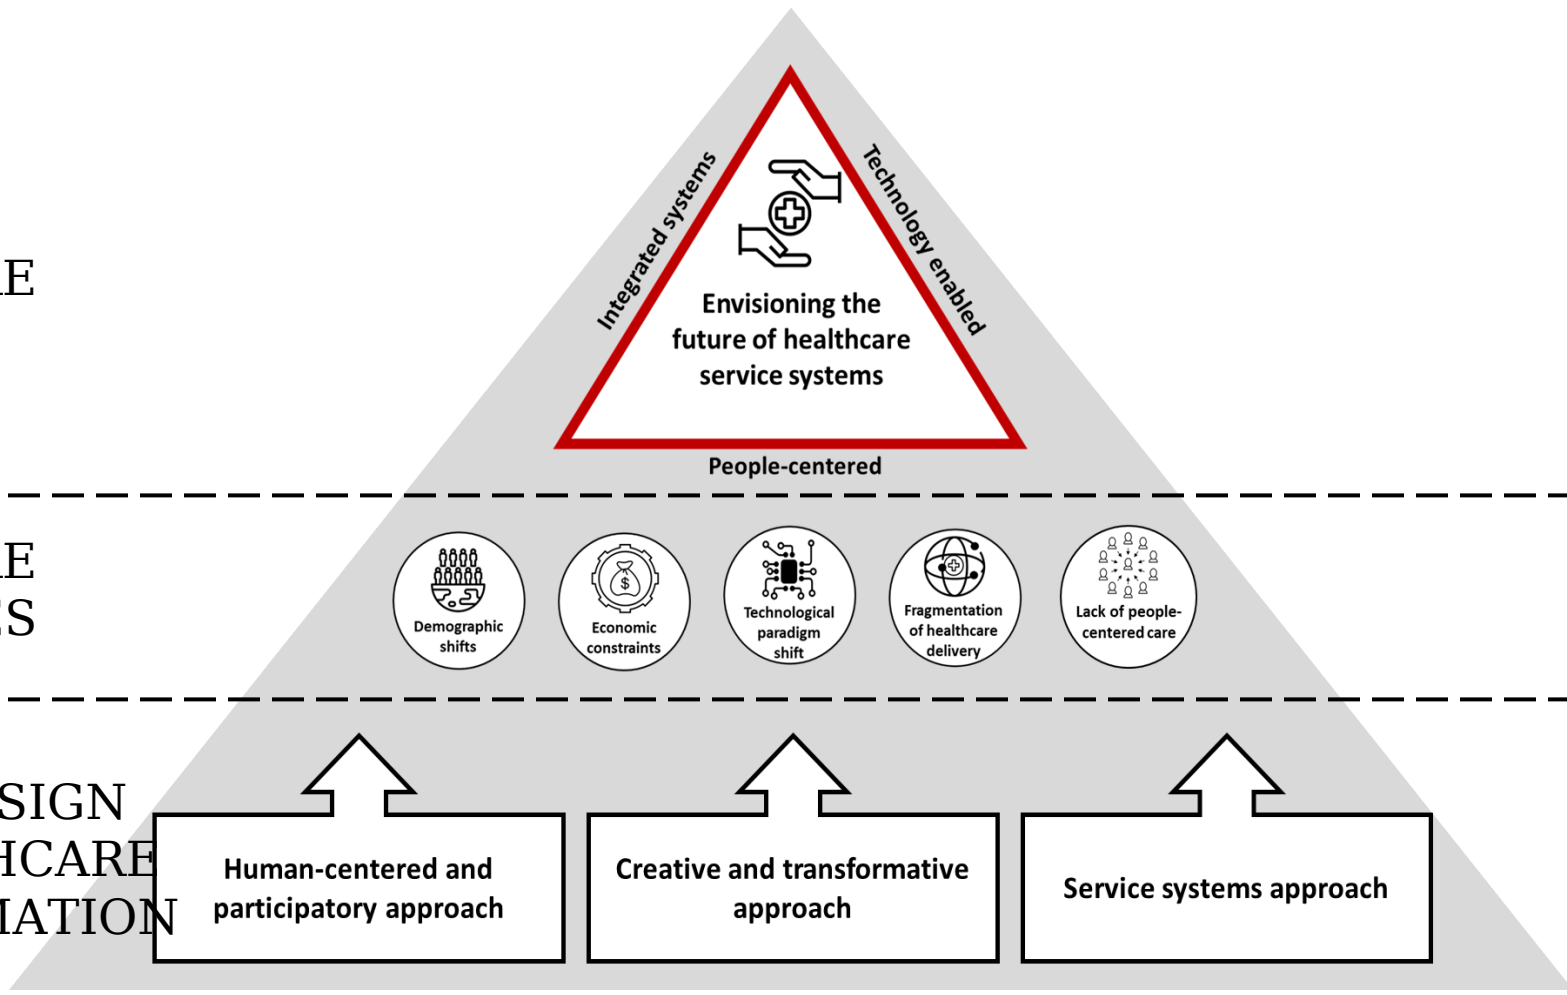 Integrated systems
Technology enabled
Envisioning the
future of healthcare
service systems
People-centered
Demographic
shifts
Economic
constraints
Technological
paradigm
shift
Fragmentation
of healthcare
delivery
Lack of people-
centered care
Human-centered and
participatory approach
Creative and transformative
approach
Service systems approach